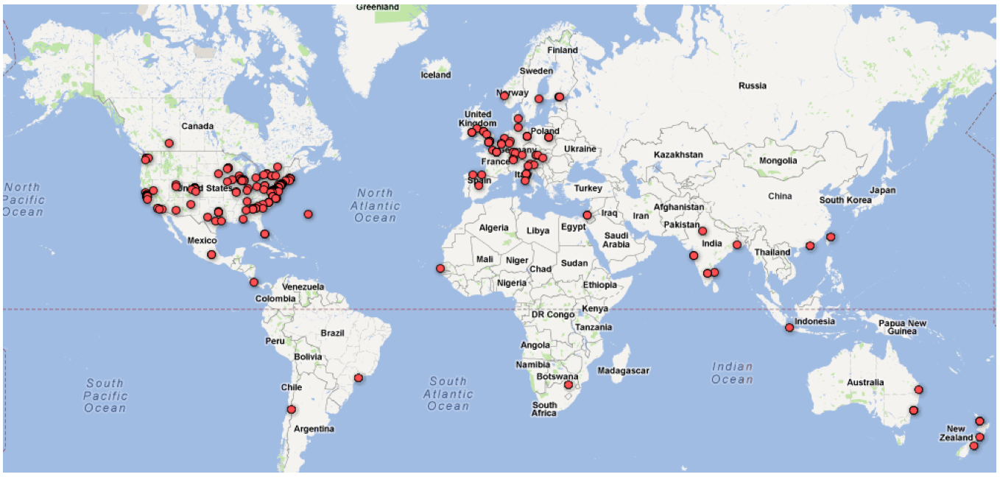 Greenland
Finland
Iceland
Sweden
Russia
Norway
United
Kingdom
Canada
Poland
Germany
Ukraine
Kazakhstan
France
Mongolia
North
Pacific
Ocean
Spain
United States
North
Atlantic
Ocean
Turkey
China
Japan
South Korea
Afghanistan
Iraq
Iran
Pakistan
Algeria
Libya
Egypt
Saudi
Arabia
Mexico
India
Thailand
Mali
Niger
Chad
Sudan
Venezuela
Nigeria
Ethiopia
Colombia
Kenya
DR Congo
Indonesia
Papua New
Guinea
Tanzania
Brazil
Peru
Angola
Bolivia
Namibia
Madagascar
Indian
Ocean
Botswana
South
Pacific
Ocean
South
Atlantic
Ocean
Chile
Australia
South
Africa
Argentina
New
Zealand